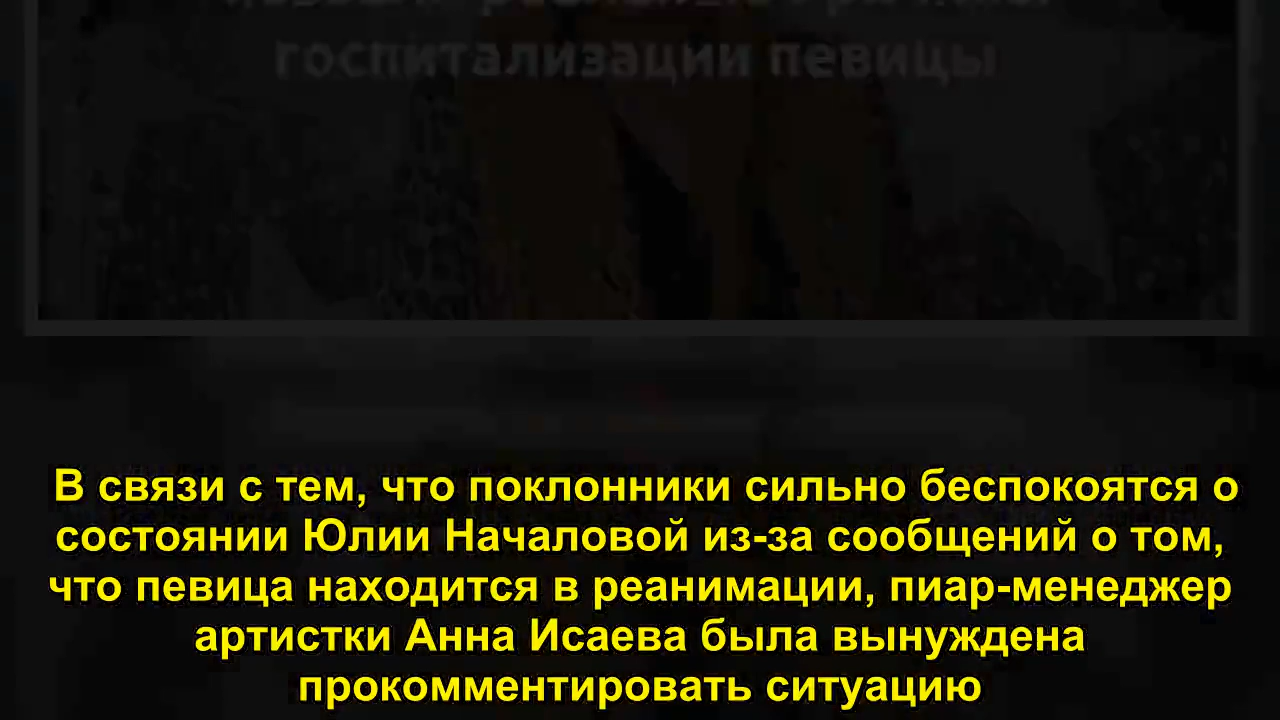 госпитализации певицы
В связи с тем, что поклонники сильно беспокоятся о
состоянии Юлии Началовой из-за сообщений о том,
что певица находится в реанимации, пиар-менеджер
артистки Анна Исаева была вынуждена
прокомментировать ситуацию